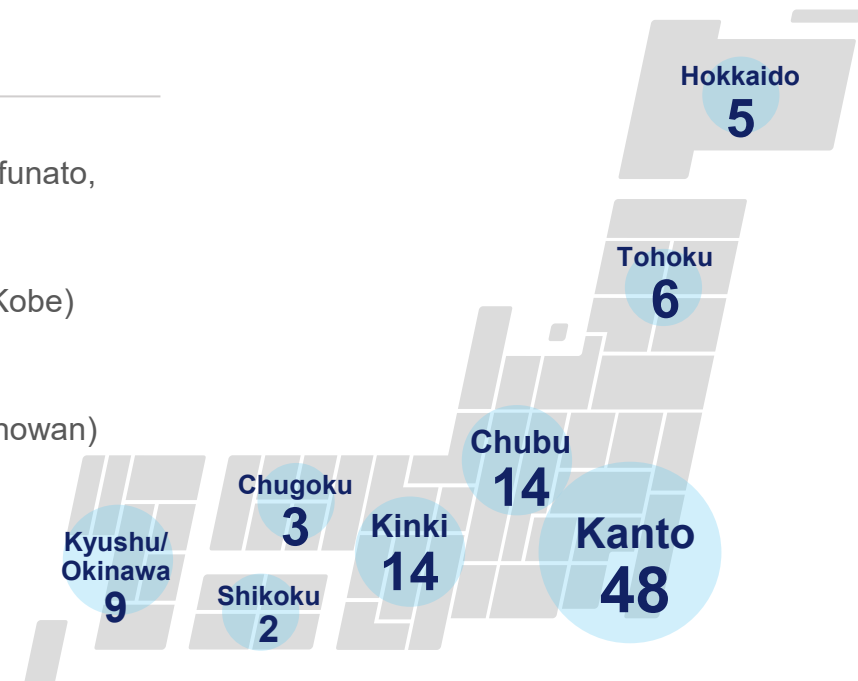 funato,
Kobe)
nowan)
Hokkaido
5
Tohoku
6
Chubu
14
Kanto
48
Kinki
14
Chugoku
3
Shikoku
2
Kyushu/
Okinawa
9